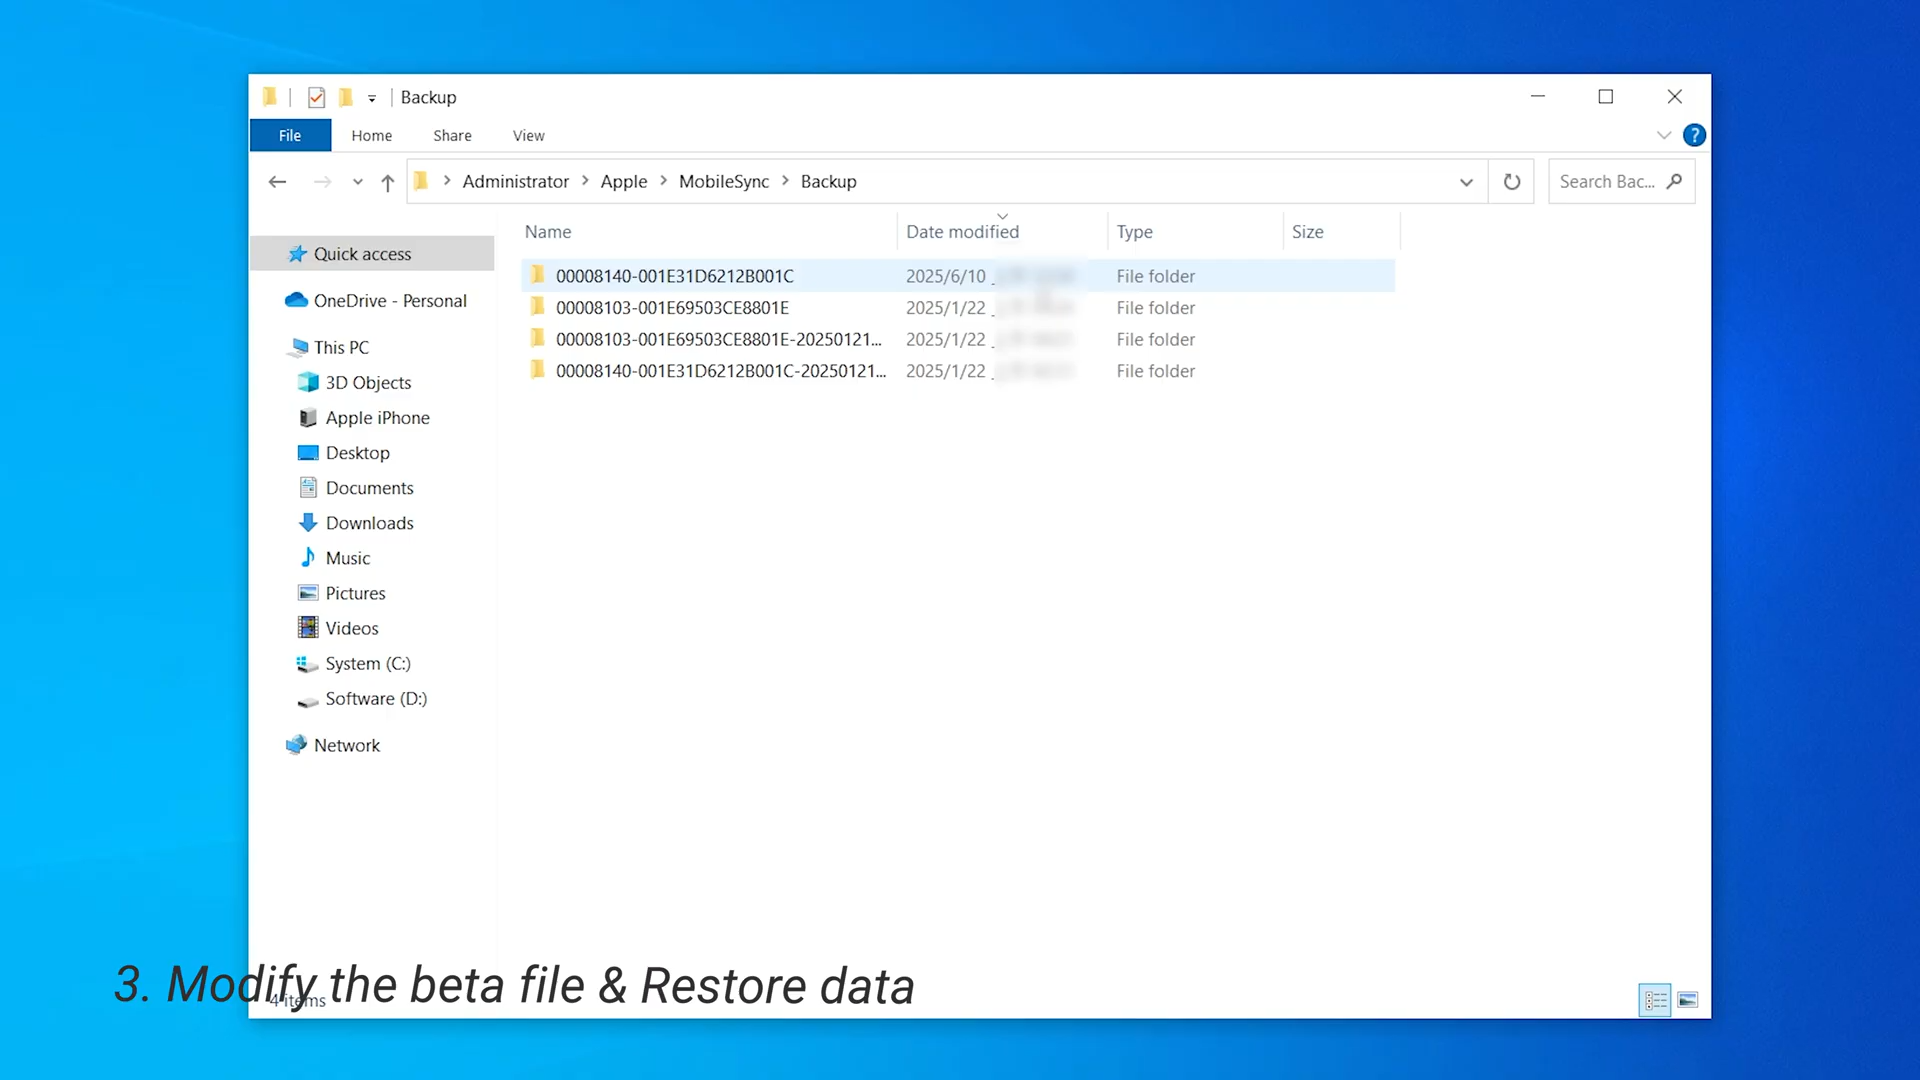 Backup
File Home Share View
Administrator > Apple > MobileSync > Backup Search Bac...
Name Date modified Type Size
Quick access
OneDrive - Personal
This PC
3D Objects
Apple iPhone
Desktop
Documents
Downloads
Music
Pictures
Videos
System (C:)
Software (D:)
Network
00008140-001E31D6212B001C 2025/6/10 File folder
00008103-001E69503CE8801E 2025/1/22 File folder
00008103-001E69503CE8801E-20250121... 2025/1/22 File folder
00008140-001E31D6212B001C-20250121... 2025/1/22 File folder
4 items
3. Modify the beta file & Restore data